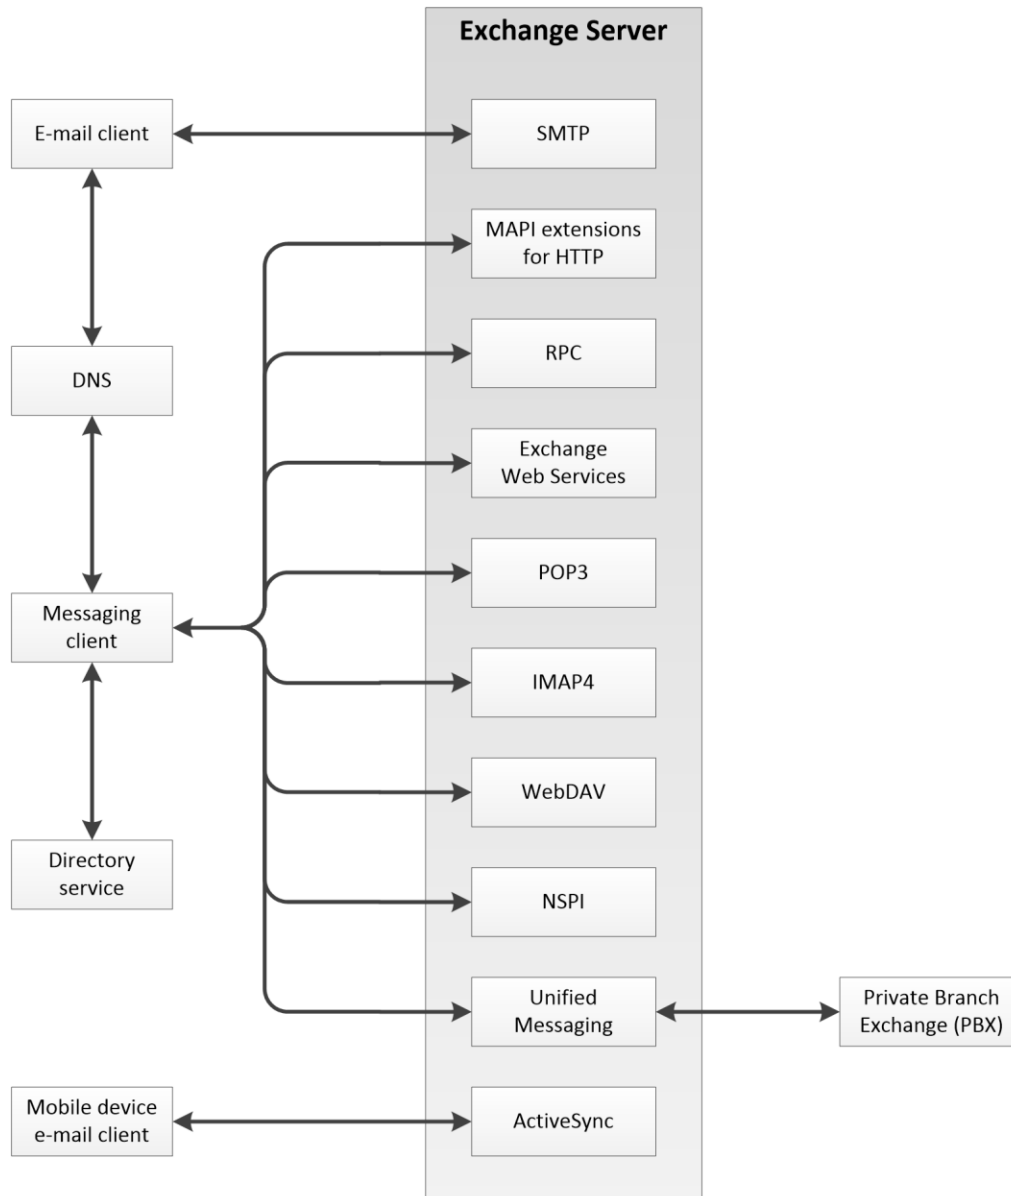 Exchange Server
E-mail client
SMTP
MAPI extensions
for HTTP
RPC
DNS
Exchange
Web Services
POP3
Messaging
client
IMAP4
WebDAV
Directory
service
NSPI
Unified
Messaging
Private Branch
Exchange (PBX)
Mobile device
e-mail client
ActiveSync